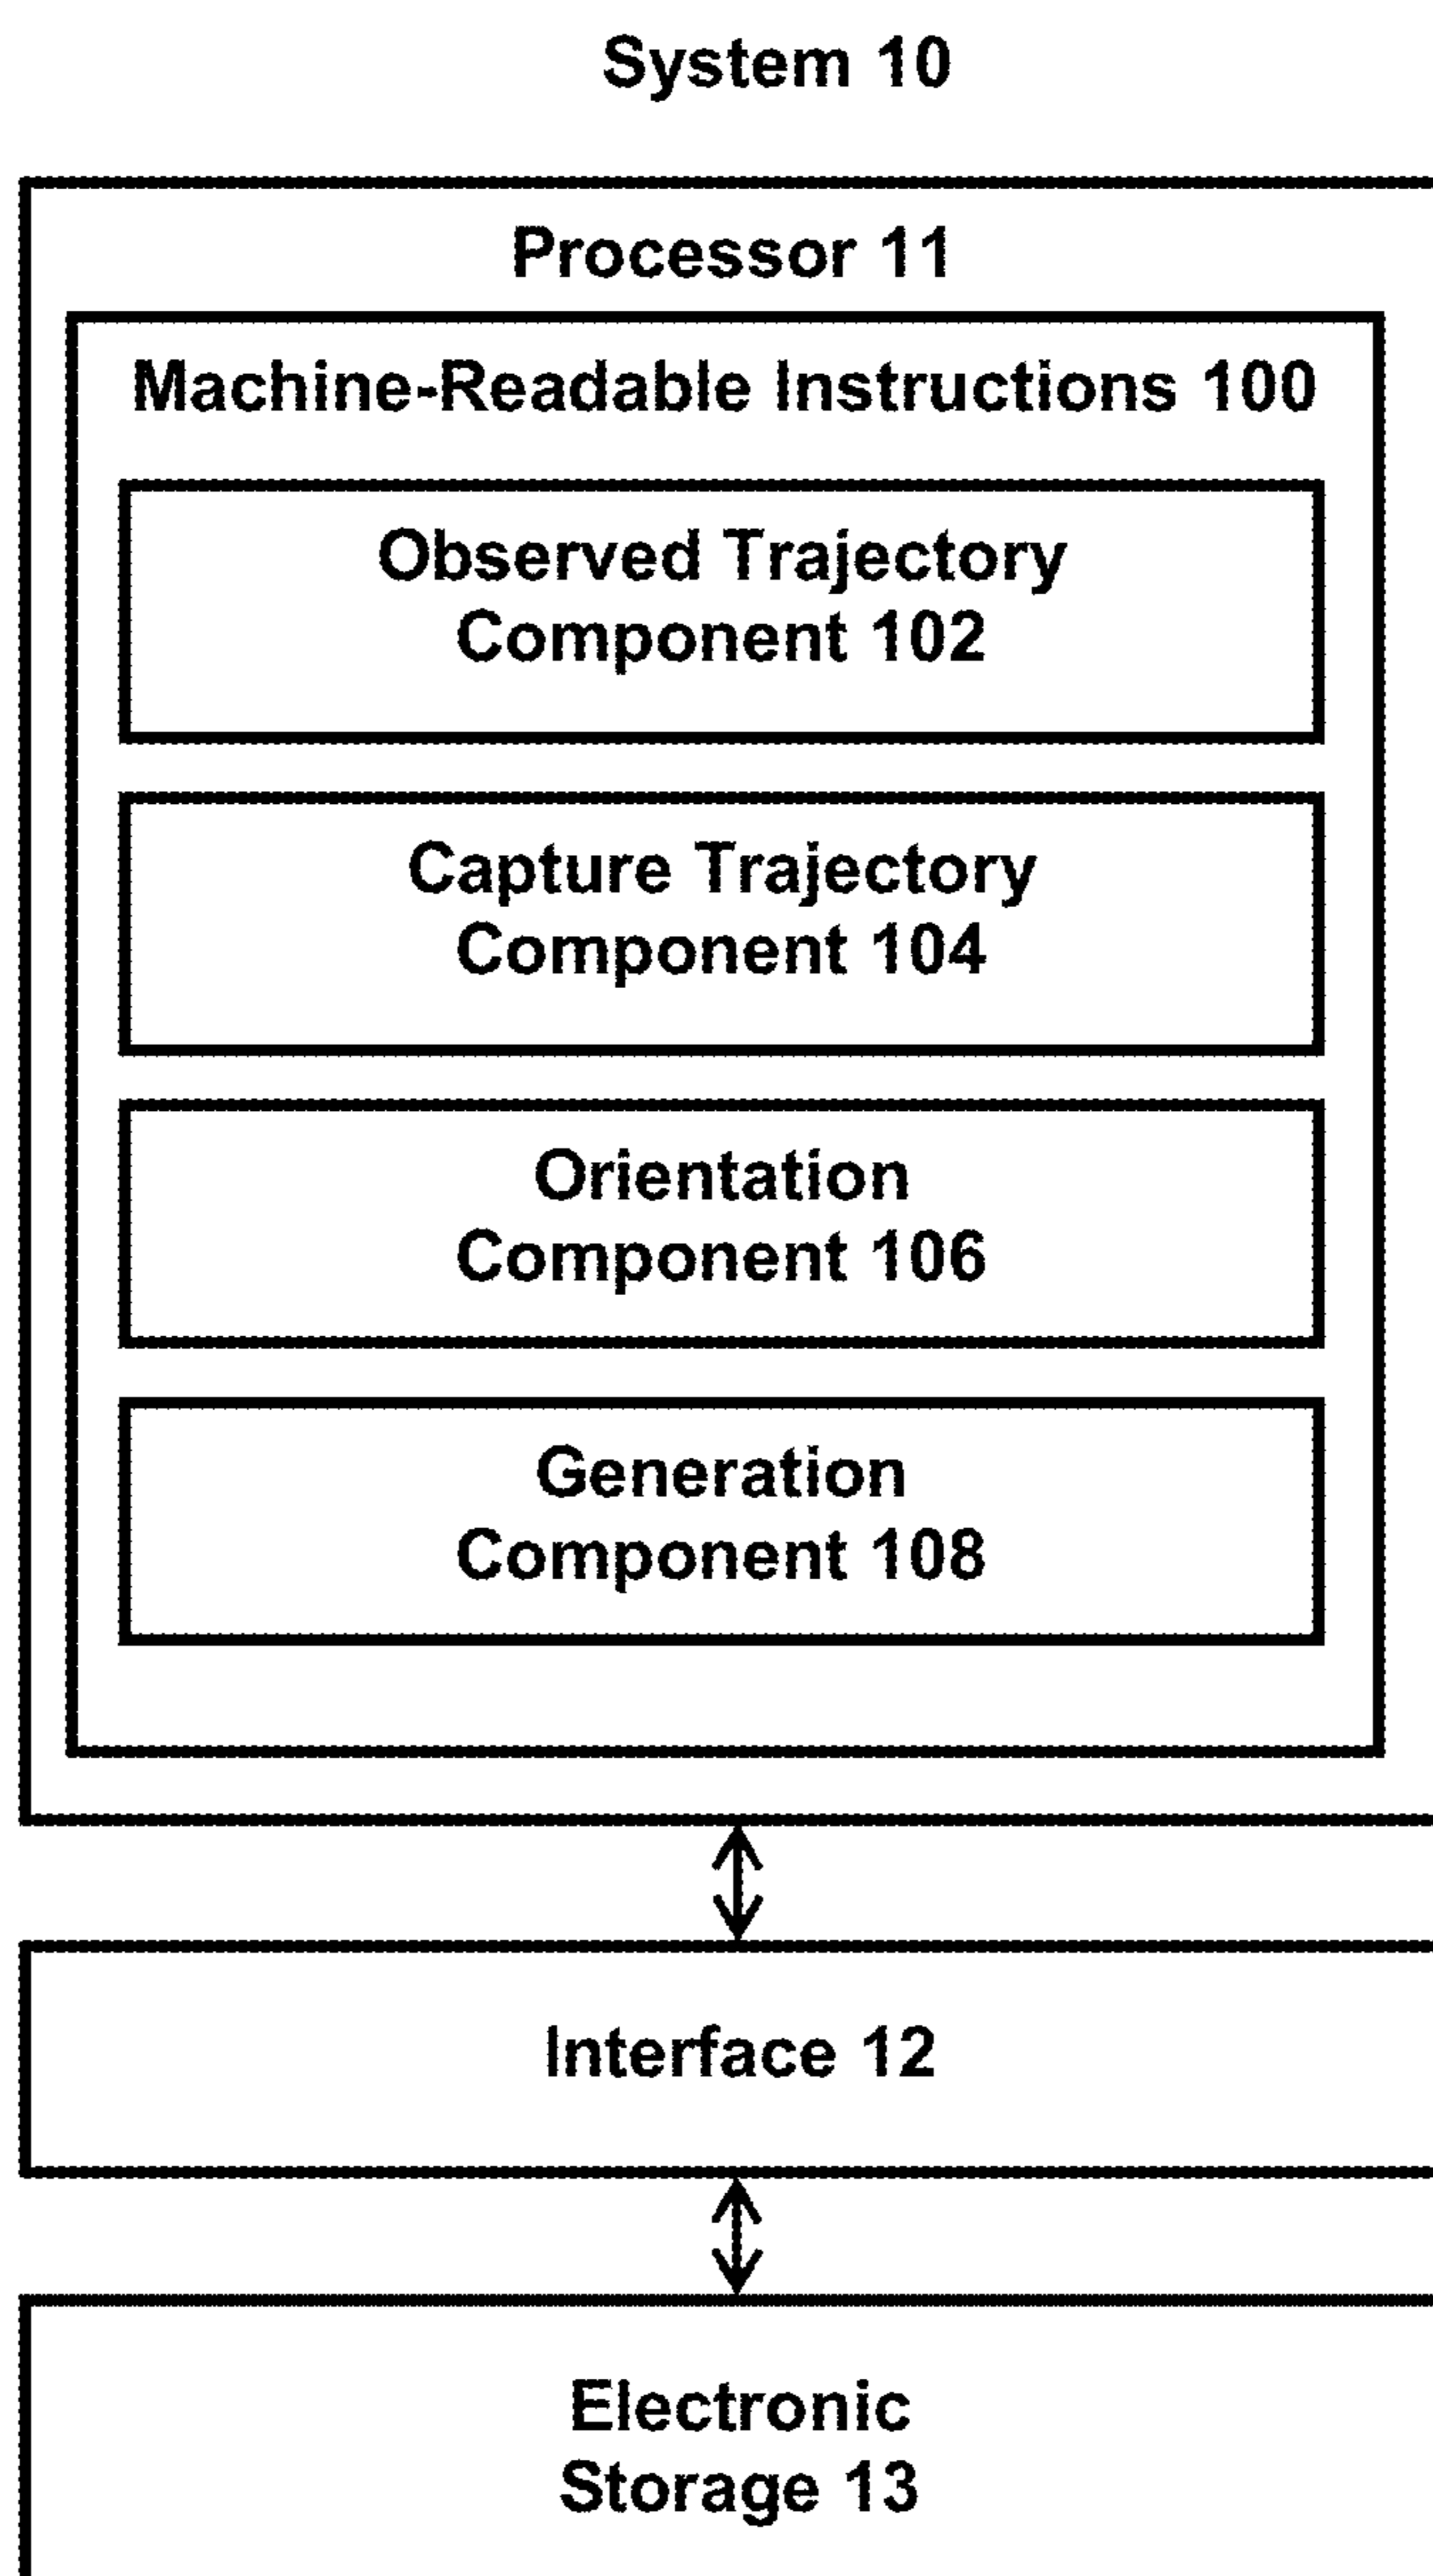 System 10
Processor 11
Machine-Readable Instructions 100
Observed Trajectory
Component 102
Capture Trajectory
Component 104
Orientation
Component 106
Generation
Component 108
Interface 12
Electronic
Storage 13